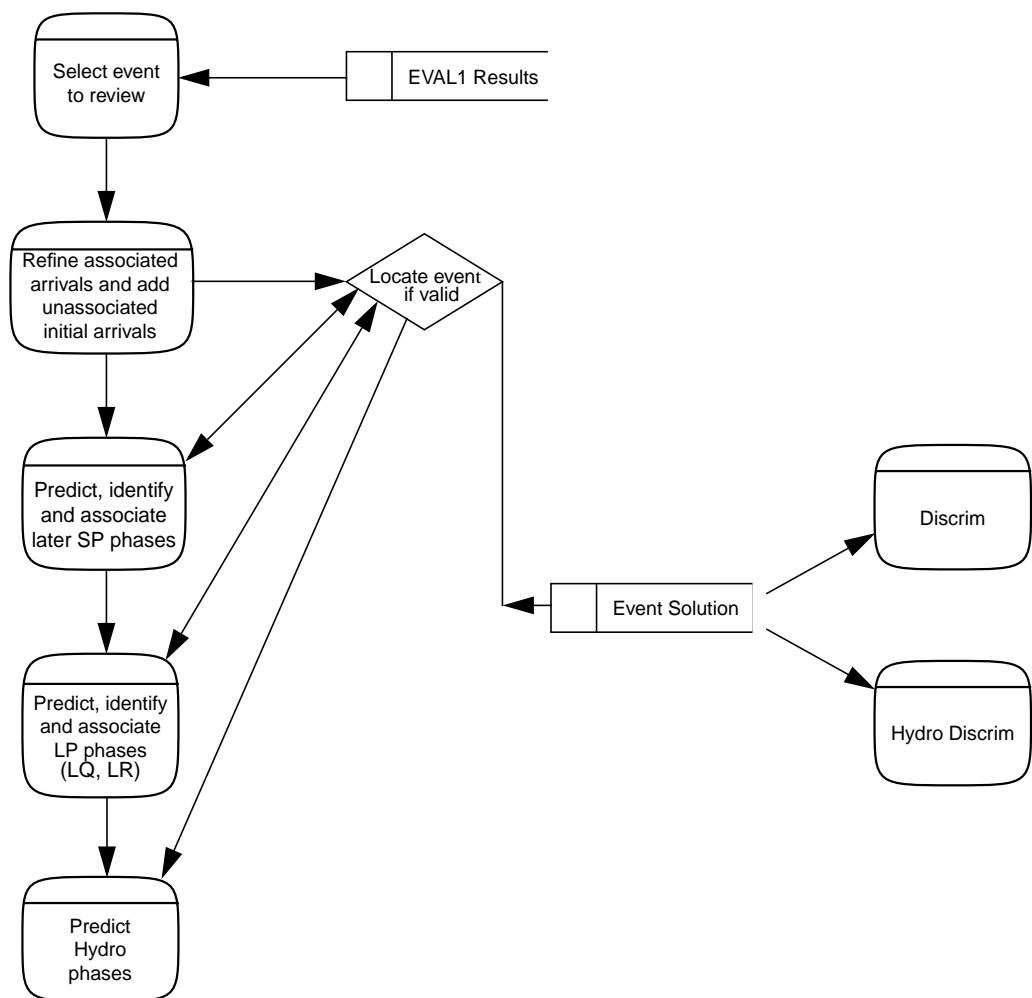 Select event
to review
EVAL1 Results
Refine associated
arrivals and add
unassociated
initial arrivals
Locate event
if valid
Predict, identify
and associate
later SP phases
Discrim
Event Solution
Predict, identify
and associate
LP phases
(LQ, LR)
Hydro Discrim
Predict
Hydro
phases